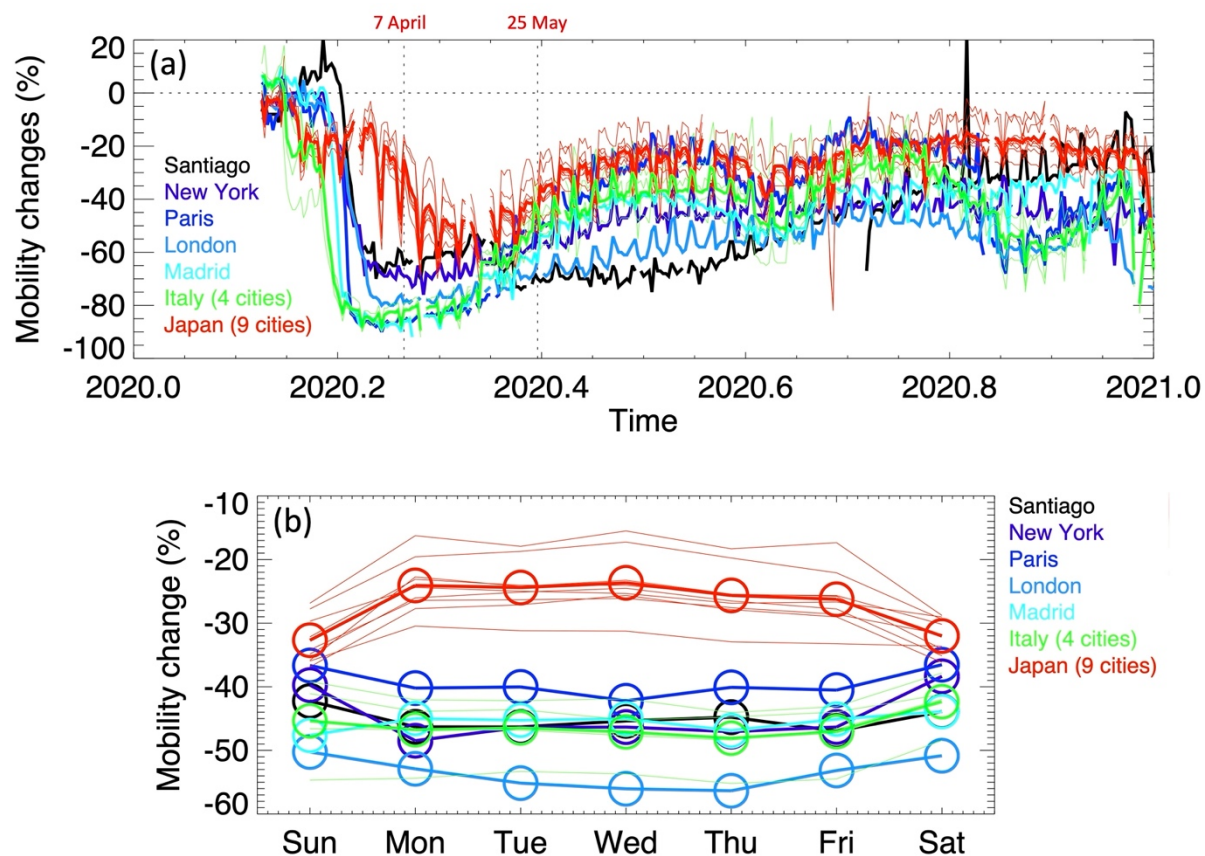 7 April 25 May
(a)
Mobility changes (%)
20
0
-20
-40
-60
-80
-100
Santiago
New York
Paris
London
Madrid
Italy (4 cities)
Japan (9 cities)
2020.0 2020.2 2020.4 2020.6 2020.8 2021.0
Time
(b)
Mobility change (%)
-10
-20
-30
-40
-50
-60
Santiago
New York
Paris
London
Madrid
Italy (4 cities)
Japan (9 cities)
Sun Mon Tue Wed Thu Fri Sat